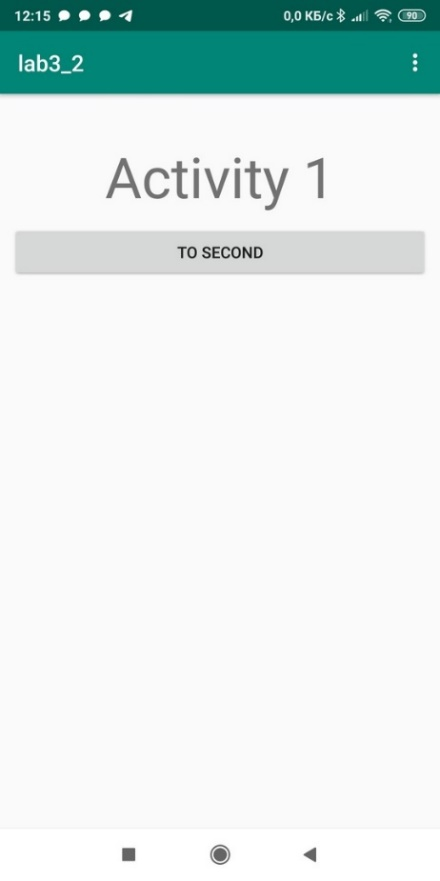 12:15 0,0 КБ/с 90
lab3_2
Activity 1
TO SECOND